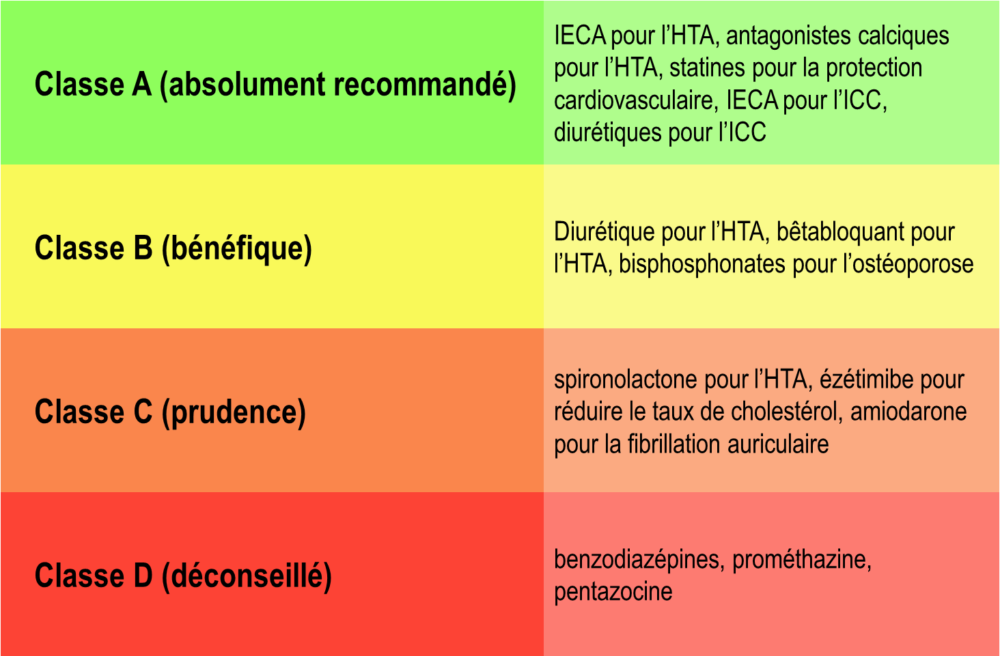 Classe A (absolument recommandé)
IECA pour l’HTA, antagonistes calciques
pour l’HTA, statines pour la protection
cardiovasculaire, IECA pour l’ICC,
diurétiques pour l’ICC
Classe B (bénéfique)
Diurétique pour l’HTA, bêtabloquant pour
l’HTA, bisphosphonates pour l’ostéoporose
Classe C (prudence)
spironolactone pour l’HTA, ézétimibe pour
réduire le taux de cholestérol, amiodarone
pour la fibrillation auriculaire
Classe D (déconseillé)
benzodiazépines, prométhazine,
pentazocine